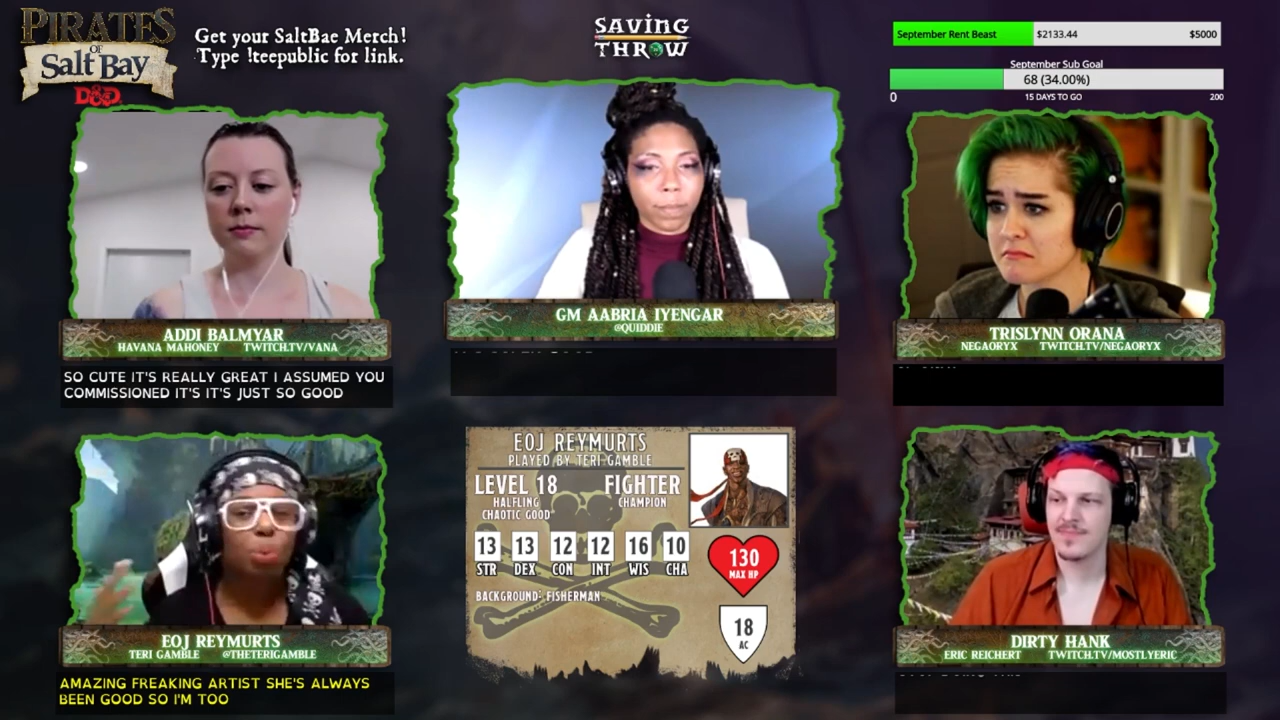 PIRATES
OF
Salt Bay
D&D
Get your SaltBae Merch!
Type !teepublic for link.
SAVING
THROW
September Rent Beast
$2133.44
$5000
September Sub Goal
68 (34.00%)
0
15 DAYS TO GO
200
ADDI BALMYAR
HAVANA MAHONEY TWITCH.TV/VANA
SO CUTE IT'S REALLY GREAT I ASSUMED YOU
COMMISSIONED IT'S IT'S JUST SO GOOD
GM AABRIA IYENGAR
@QUIDDIE
TRISLYNN ORANA
NEGAORYX TWITCH.TV/NEGAORYX
EOJ REYMURTS
TERI GAMBLE @THETERIGAMBLE
AMAZING FREAKING ARTIST SHE'S ALWAYS
BEEN GOOD SO I'M TOO
EOJ REYMURTS
PLAYED BY TERI GAMBLE
LEVEL 18 FIGHTER
HALFLING CHAMPION
CHAOTIC GOOD
13 13 12 12 16 10
STR DEX CON INT WIS CHA
BACKGROUND: FISHERMAN
130
MAX HP
18
AC
DIRTY HANK
ERIC REICHERT TWITCH.TV/MOSTLYERIC